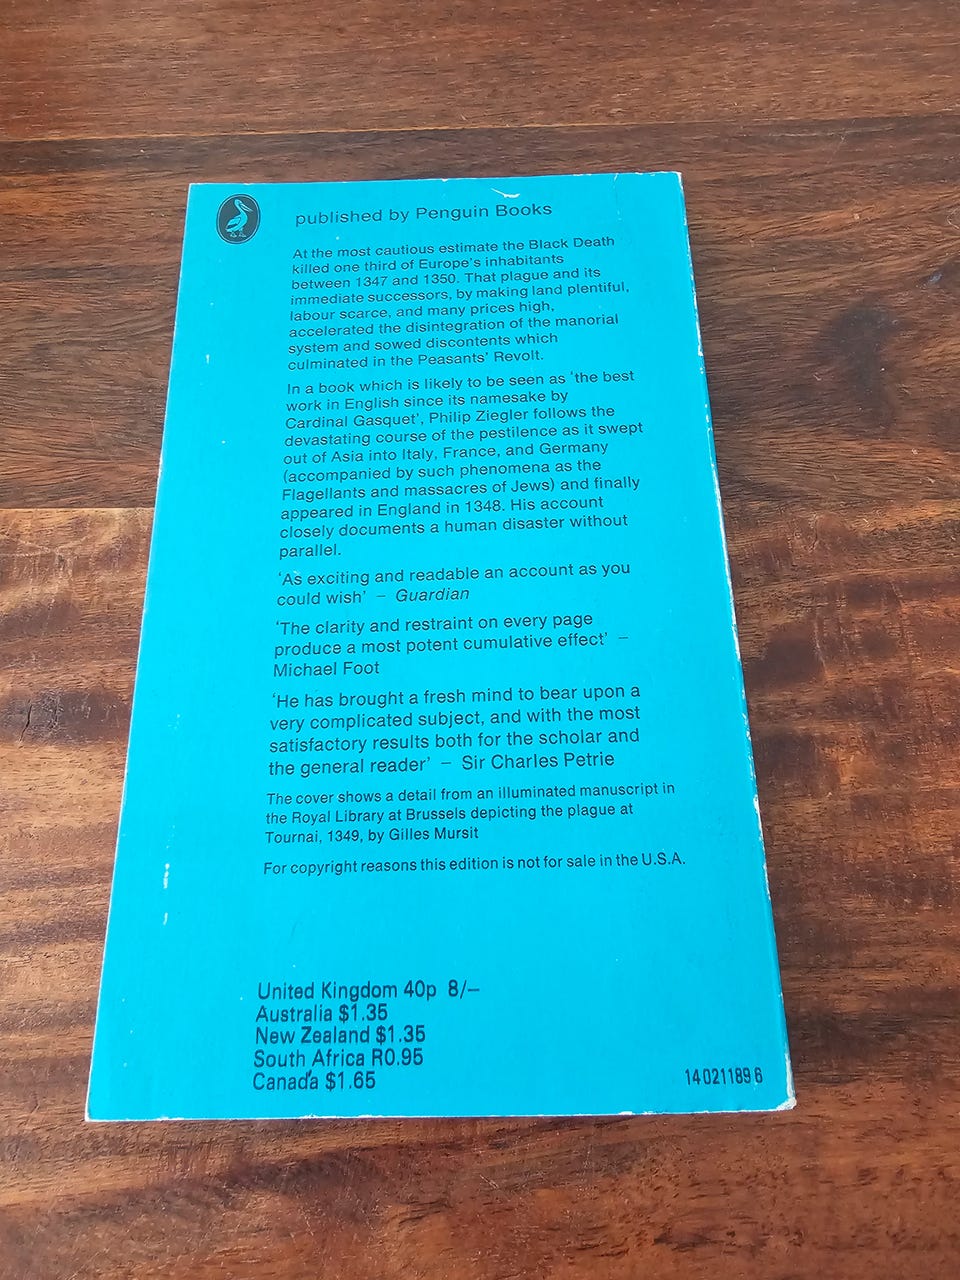 published by Penguin Books
At the most cautious estimate the Black Death
killed one third of Europe's inhabitants
between 1347 and 1350. That plague and its
immediate successors, by making land plentiful,
labour scarce, and many prices high,
accelerated the disintegration of the manorial
system and sowed discontents which
culminated in the Peasants' Revolt.
In a book which is likely to be seen as 'the best
work in English since its namesake by
Cardinal Gasquet', Philip Ziegler follows the
devastating course of the pestilence as it swept
out of Asia into Italy, France, and Germany
(accompanied by such phenomena as the
Flagellants and massacres of Jews) and finally
appeared in England in 1348. His account
closely documents a human disaster without
parallel.
'As exciting and readable an account as you
could wish' – Guardian
'The clarity and restraint on every page
produce a most potent cumulative effect' –
Michael Foot
'He has brought a fresh mind to bear upon a
very complicated subject, and with the most
satisfactory results both for the scholar and
the general reader' – Sir Charles Petrie
The cover shows a detail from an illuminated manuscript in
the Royal Library at Brussels depicting the plague at
Tournai, 1349, by Gilles Mursit
For copyright reasons this edition is not for sale in the U.S.A.
United Kingdom 40p 8/–
Australia $1.35
New Zealand $1.35
South Africa R0.95
Canada $1.65
14 021189 6